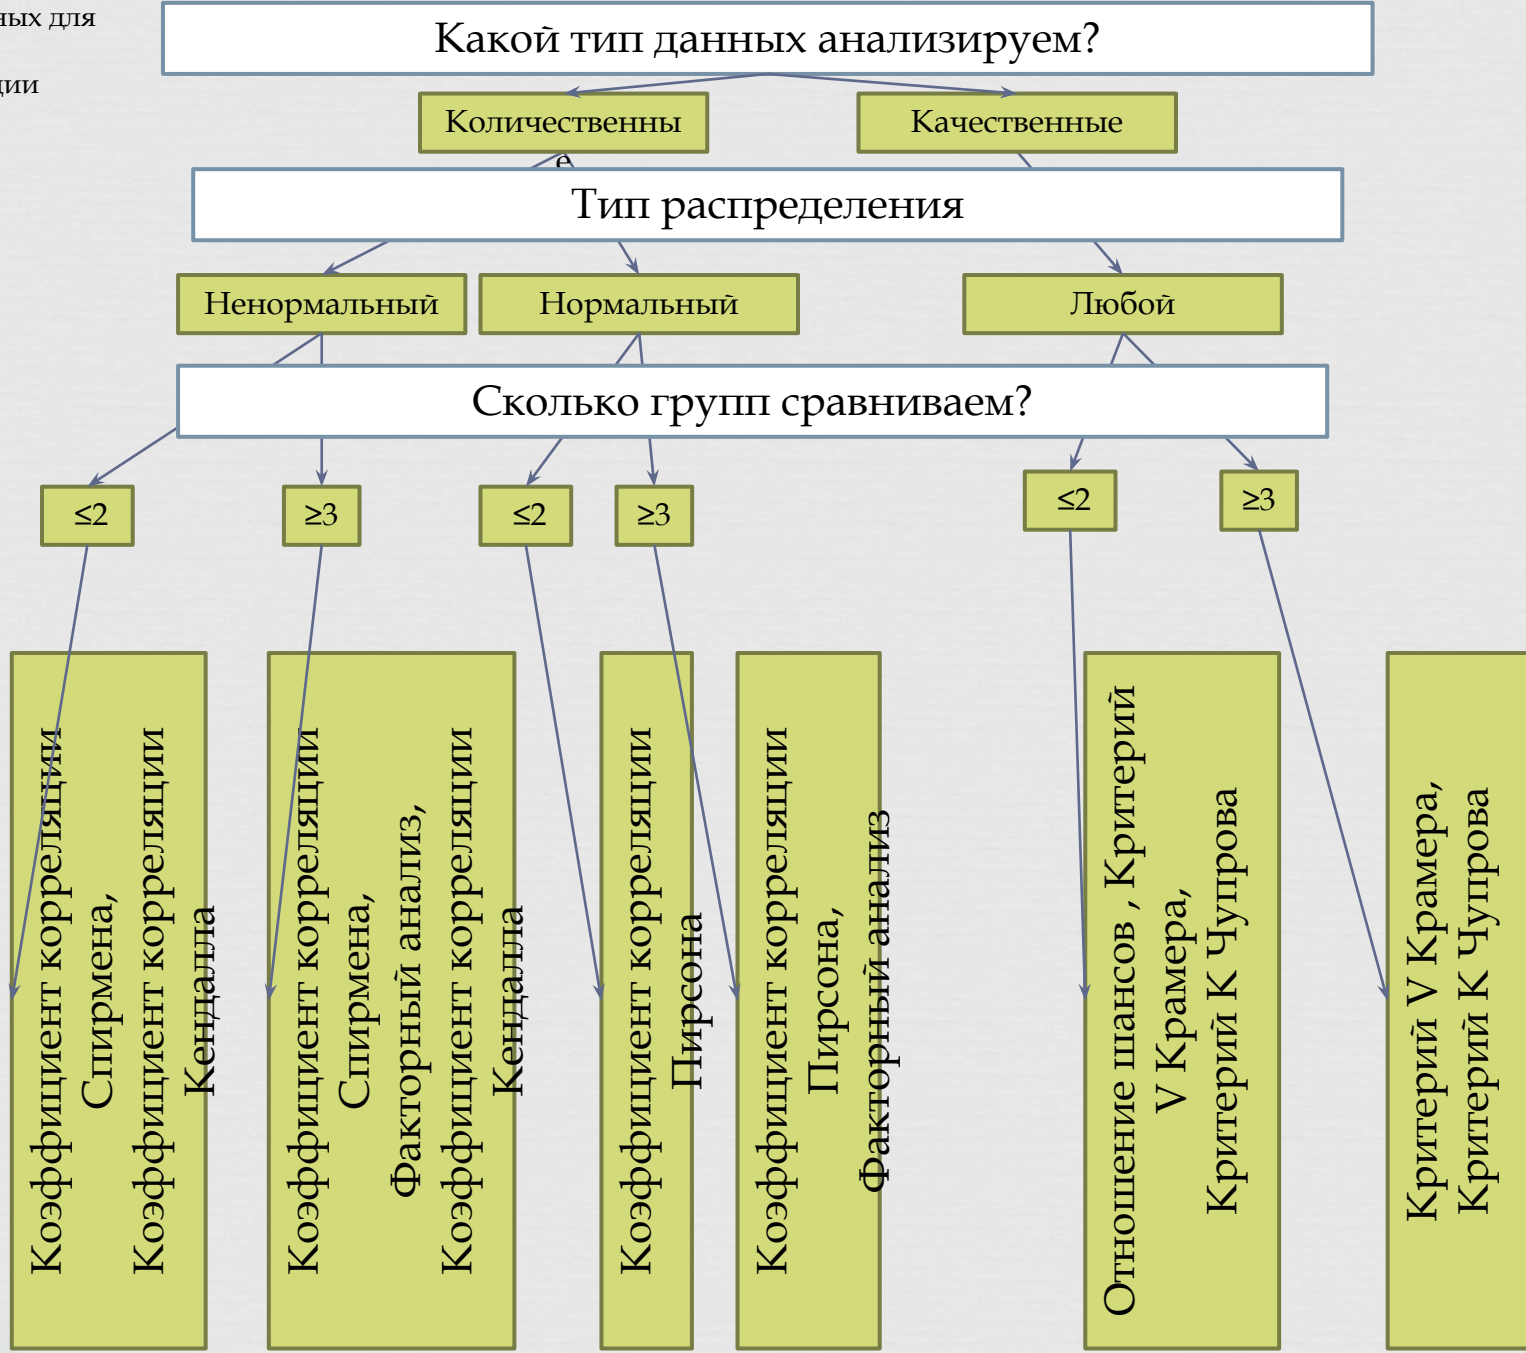 ных для
ции
Какой тип данных анализируем?
Количественны
е
Качественные
Тип распределения
Ненормальный
Нормальный
Любой
Сколько групп сравниваем?
≤2
≥3
≤2
≥3
≤2
≥3
Коэффициент корреляции
Спирмена,
Коэффициент корреляции
Кендалла
Коэффициент корреляции
Спирмена,
Факторный анализ,
Коэффициент корреляции
Кендалла
Коэффициент корреляции
Пирсона
Коэффициент корреляции
Пирсона,
Факторный анализ
Отношение шансов , Критерий
V Крамера,
Критерий К Чупрова
Критерий V Крамера,
Критерий К Чупрова